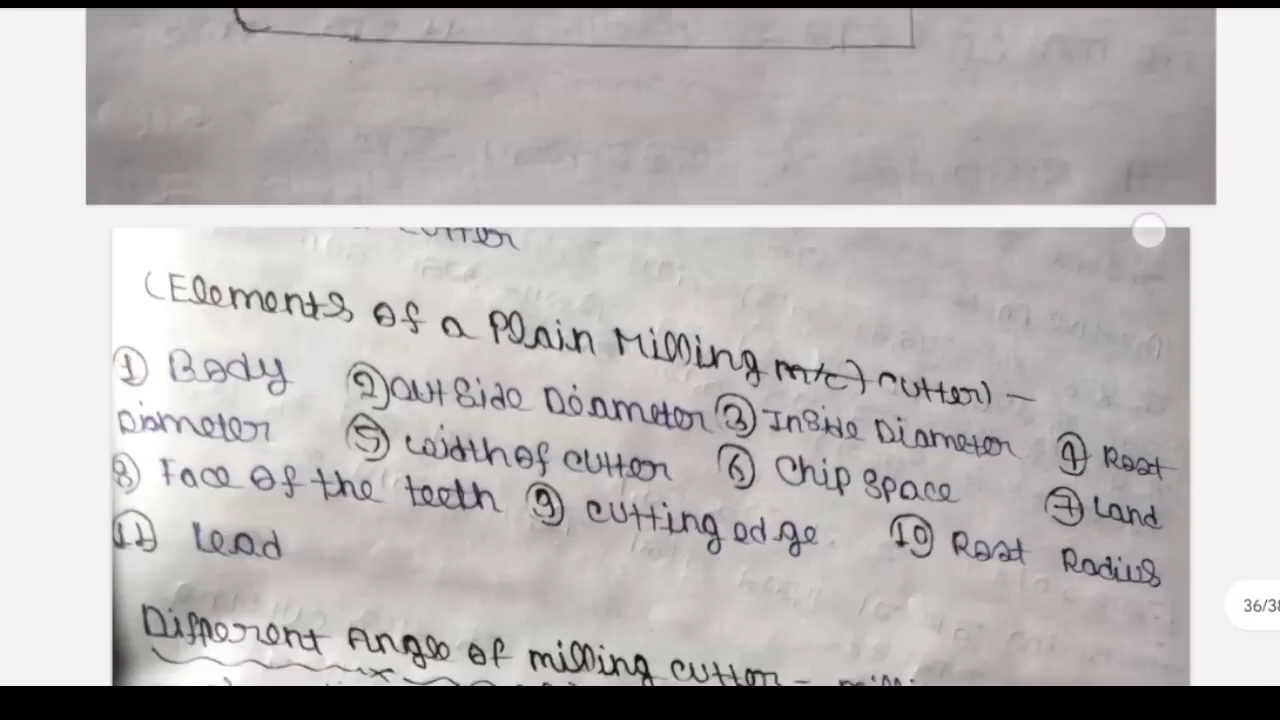 cutter
(Elements of a Plain Milling m/c) cutter) —
① Body ② Outside Diameter ③ Inside Diameter ④ Root
Diameter ⑤ Width of cutter ⑥ Chip space ⑦ Land
⑧ Face of the teeth ⑨ cutting edge ⑩ Root Radius
⑪ Lead
Different Angle of milling cutter -
36/38